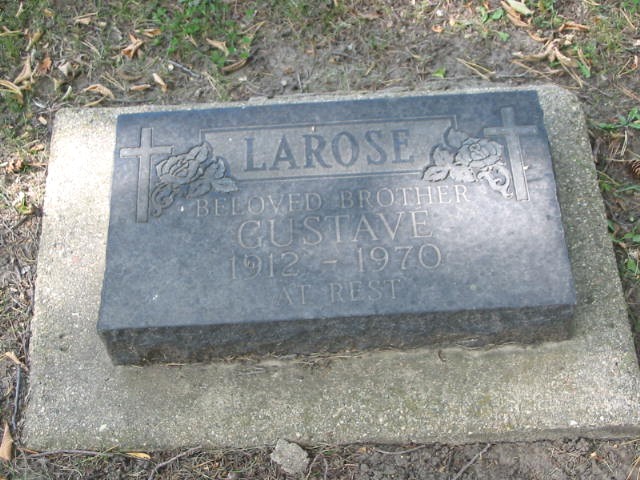 LAROSE
BELOVED BROTHER
GUSTAVE
1912 - 1970
AT REST